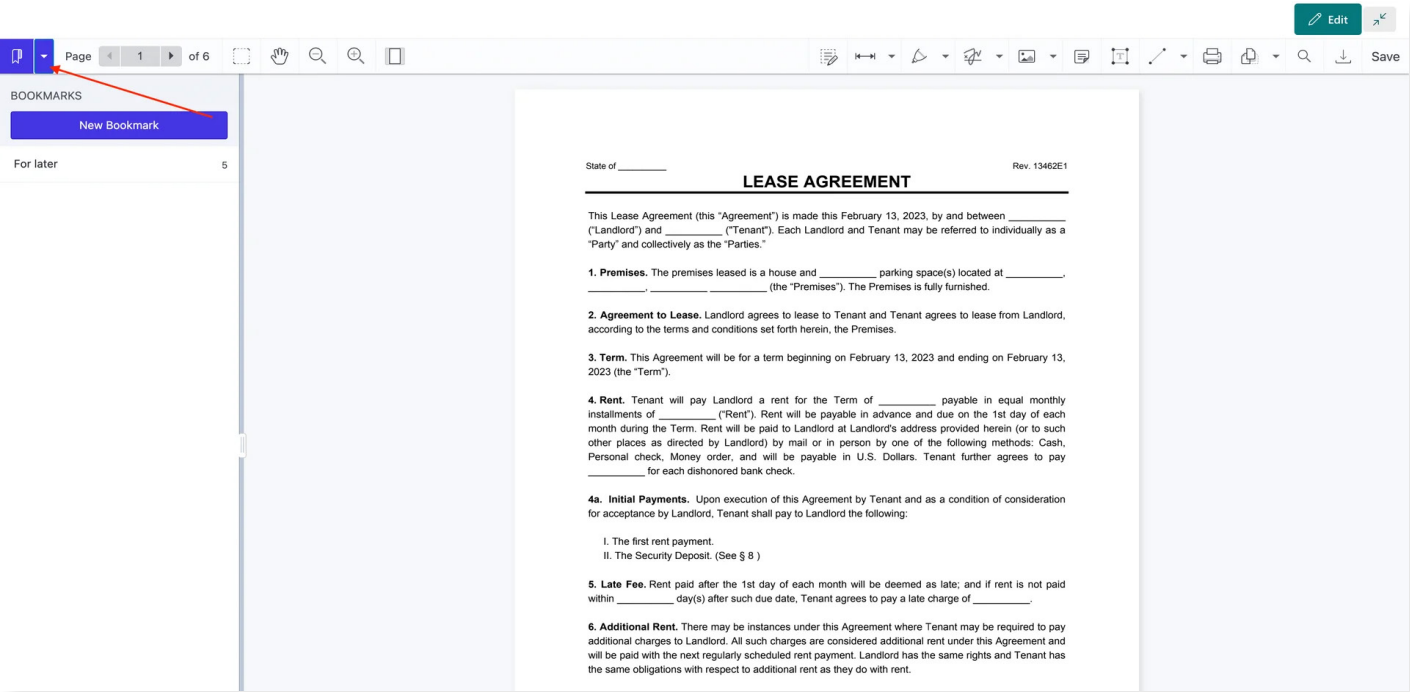 Edit
Page 1 of 6
Save
BOOKMARKS
New Bookmark
For later 5
State of __________ Rev. 13462E1
LEASE AGREEMENT
This Lease Agreement (this “Agreement”) is made this February 13, 2023, by and between __________
(“Landlord”) and __________ ("Tenant"). Each Landlord and Tenant may be referred to individually as a
“Party” and collectively as the “Parties.”
1. Premises. The premises leased is a house and __________ parking space(s) located at __________,
__________, __________ __________ (the “Premises”). The Premises is fully furnished.
2. Agreement to Lease. Landlord agrees to lease to Tenant and Tenant agrees to lease from Landlord,
according to the terms and conditions set forth herein, the Premises.
3. Term. This Agreement will be for a term beginning on February 13, 2023 and ending on February 13,
2023 (the “Term”).
4. Rent. Tenant will pay Landlord a rent for the Term of __________ payable in equal monthly
installments of __________ (“Rent”). Rent will be payable in advance and due on the 1st day of each
month during the Term. Rent will be paid to Landlord at Landlord's address provided herein (or to such
other places as directed by Landlord) by mail or in person by one of the following methods: Cash,
Personal check, Money order, and will be payable in U.S. Dollars. Tenant further agrees to pay
__________ for each dishonored bank check.
4a. Initial Payments. Upon execution of this Agreement by Tenant and as a condition of consideration
for acceptance by Landlord, Tenant shall pay to Landlord the following:
I. The first rent payment.
II. The Security Deposit. (See § 8 )
5. Late Fee. Rent paid after the 1st day of each month will be deemed as late; and if rent is not paid
within __________ day(s) after such due date, Tenant agrees to pay a late charge of __________.
6. Additional Rent. There may be instances under this Agreement where Tenant may be required to pay
additional charges to Landlord. All such charges are considered additional rent under this Agreement and
will be paid with the next regularly scheduled rent payment. Landlord has the same rights and Tenant has
the same obligations with respect to additional rent as they do with rent.